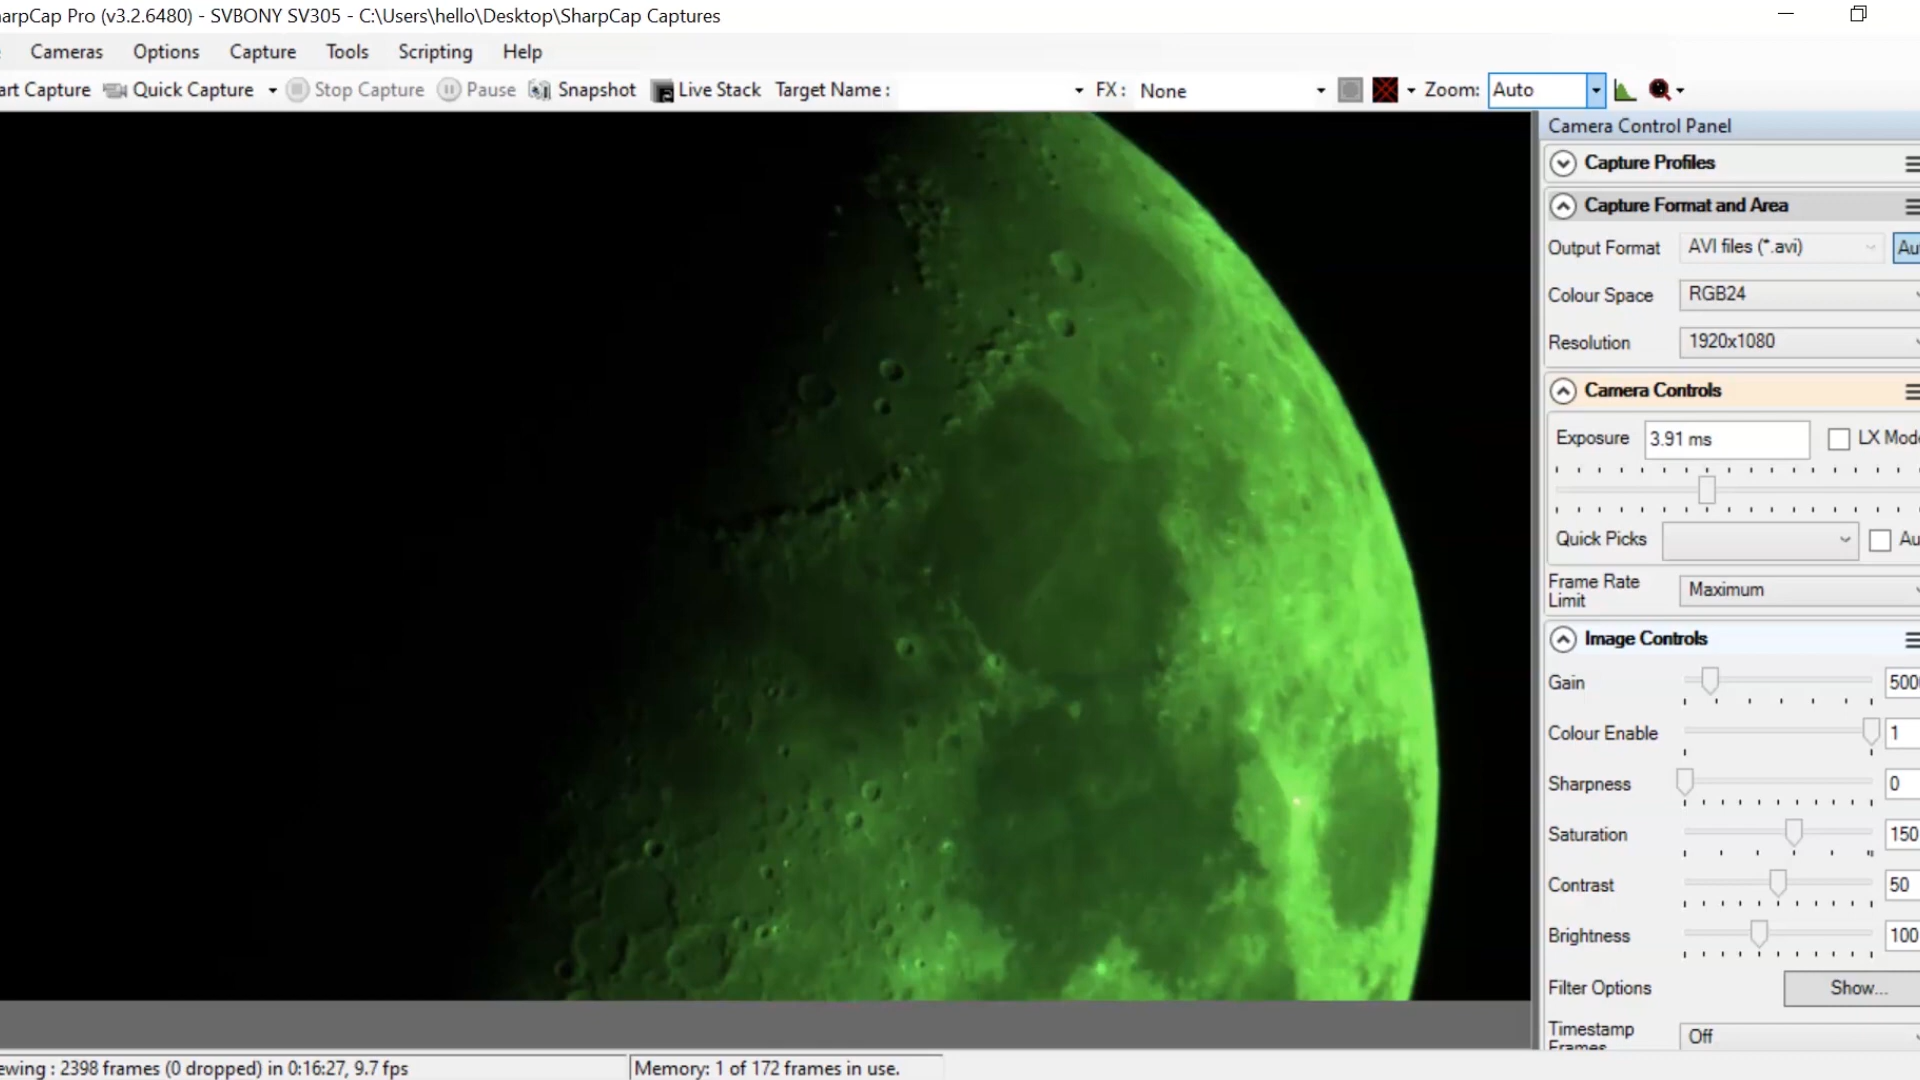 arpCap Pro (v3.2.6480) - SVBONY SV305 - C:\Users\hello\Desktop\SharpCap Captures
Cameras Options Capture Tools Scripting Help
art Capture Quick Capture Stop Capture Pause Snapshot Live Stack Target Name : FX : None Zoom: Auto
Camera Control Panel
Capture Profiles
Capture Format and Area
Output Format AVI files (*.avi) Au
Colour Space RGB24
Resolution 1920x1080
Camera Controls
Exposure 3.91 ms LX Mode
Quick Picks Au
Frame Rate
Limit Maximum
Image Controls
Gain 500
Colour Enable 1
Sharpness 0
Saturation 150
Contrast 50
Brightness 100
Filter Options Show...
Timestamp
Frames Off
ewing : 2398 frames (0 dropped) in 0:16:27, 9.7 fps Memory: 1 of 172 frames in use.